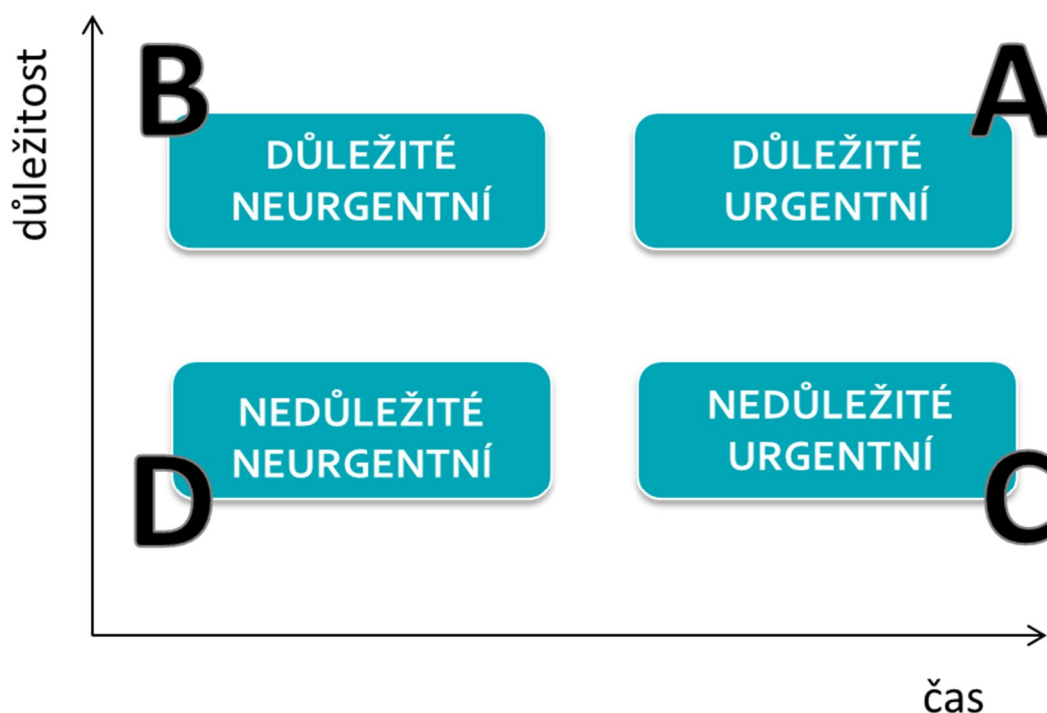 důležitost
B
DŮLEŽITÉ
NEURGENTNÍ
A
DŮLEŽITÉ
URGENTNÍ
D
NEDŮLEŽITÉ
NEURGENTNÍ
C
NEDŮLEŽITÉ
URGENTNÍ
čas